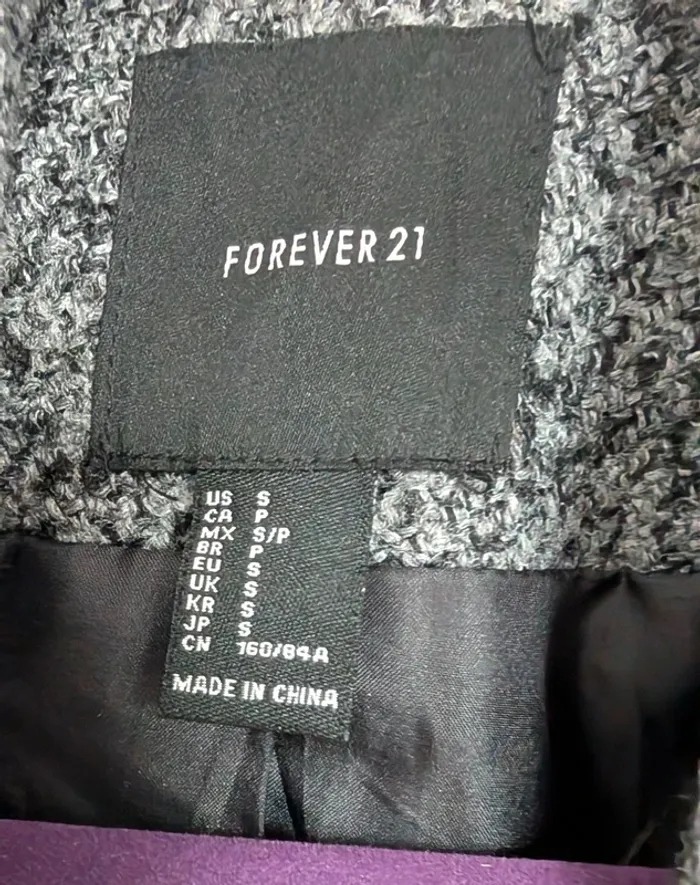 FOREVER 21
US S
CA P
MX S/P
BR P
EU S
UK S
KR S
JP S
CN 160/84A
MADE IN CHINA